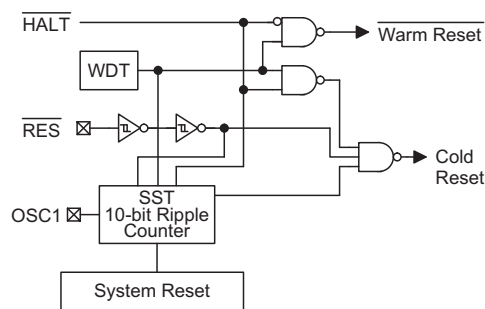 HALT
Warm Reset
WDT
RES
Cold
Reset
SST
10-bit Ripple
Counter
OSC1
System Reset